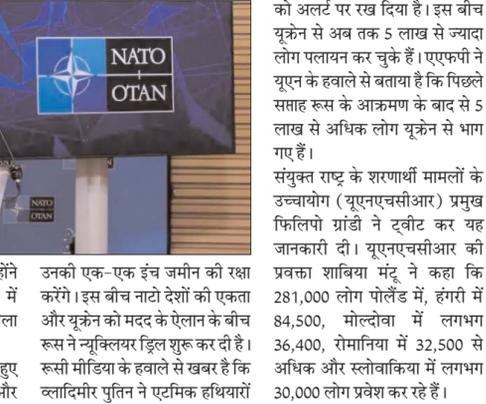 NATO
OTAN
NATO
OTAN
होंने
में
ला
हुए
और
उनकी एक-एक इंच जमीन की रक्षा
करेंगे। इस बीच नाटो देशों की एकता
और यूक्रेन को मदद के ऐलान के बीच
रूस ने न्यूक्लियर ड्रिल शुरू कर दी है।
रूसी मीडिया के हवाले से खबर है कि
व्लादिमीर पुतिन ने एटमिक हथियारों
को अलर्ट पर रख दिया है। इस बीच
यूक्रेन से अब तक 5 लाख से ज्यादा
लोग पलायन कर चुके हैं। एएफपी ने
यूएन के हवाले से बताया है कि पिछले
सप्ताह रूस के आक्रमण के बाद से 5
लाख से अधिक लोग यूक्रेन से भाग
गए हैं।
संयुक्त राष्ट्र के शरणार्थी मामलों के
उच्चायोग (यूएनएचसीआर) प्रमुख
फिलिपो ग्रांडी ने ट्वीट कर यह
जानकारी दी। यूएनएचसीआर की
प्रवक्ता शाबिया मंटू ने कहा कि
281,000 लोग पोलैंड में, हंगरी में
84,500, मोल्दोवा में लगभग
36,400, रोमानिया में 32,500 से
अधिक और स्लोवाकिया में लगभग
30,000 लोग प्रवेश कर रहे हैं।